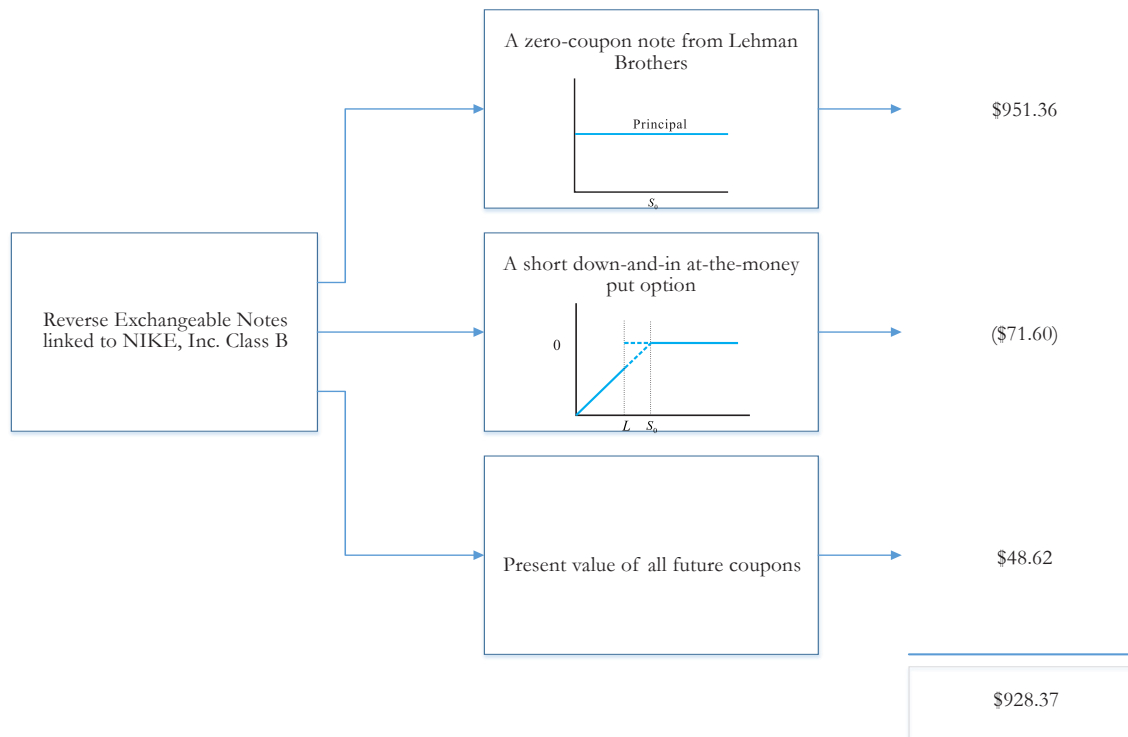 A zero-coupon note from Lehman
Brothers
Principal
S₀
$951.36
Reverse Exchangeable Notes
linked to NIKE, Inc. Class B
A short down-and-in at-the-money
put option
0
L S₀
($71.60)
Present value of all future coupons
$48.62
$928.37